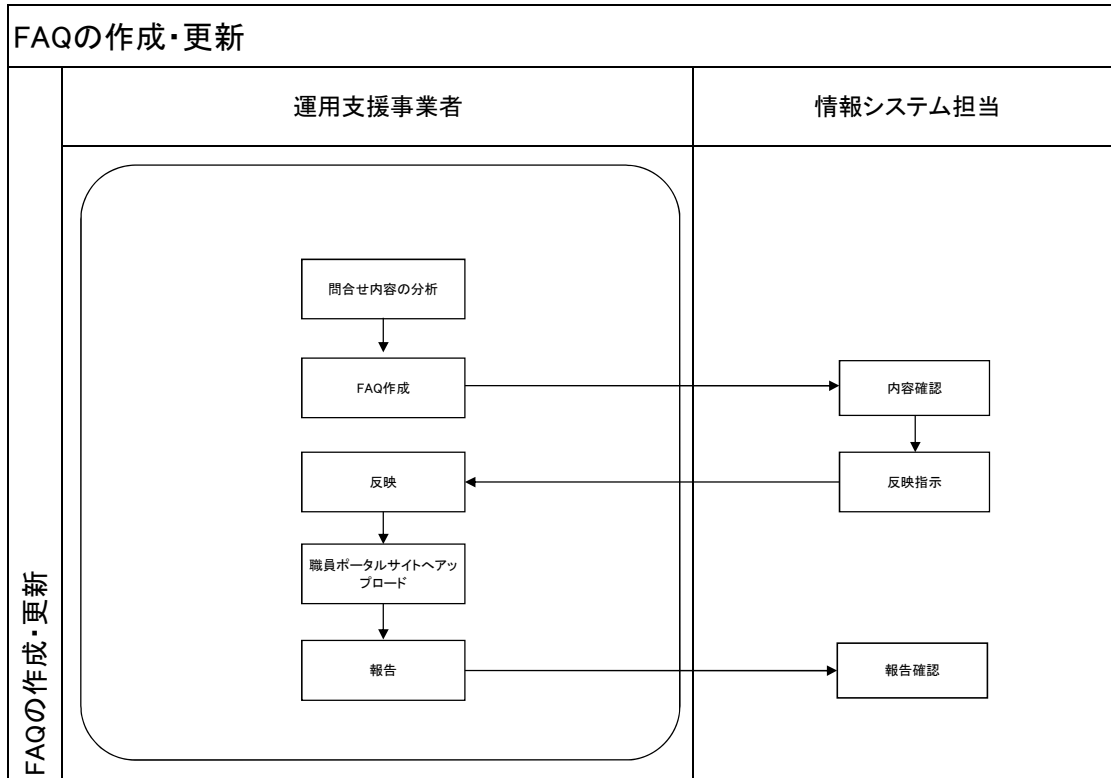 FAQの作成・更新
運用支援事業者
情報システム担当
問合せ内容の分析
FAQ作成
内容確認
反映
反映指示
職員ポータルサイトへアッ
プロード
報告
報告確認
FAQの作成・更新